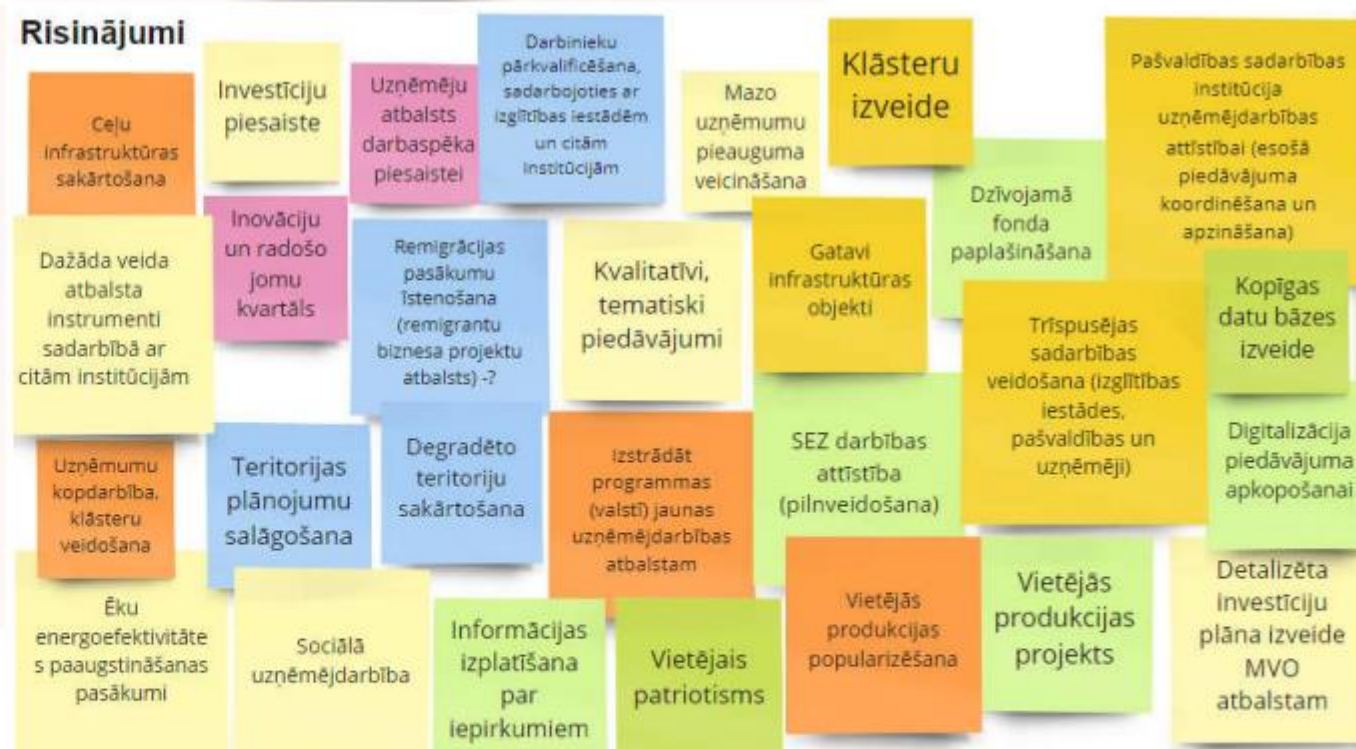 Risinājumi
Ceļu
infrastruktūras
sakārtošana
Investīciju
piesaiste
Uzņēmēju
atbalsts
darbaspēka
piesaistei
Darbinieku
pārkvalificēšana,
sadarbojoties ar
izglītības iestādēm
un citām
institūcijām
Mazo
uzņēmumu
pieauguma
veicināšana
Klāsteru
izveide
Dzīvojamā
fonda
paplašināšana
Pašvaldības sadarbības
institūcija
uzņēmējdarbības
attīstībai (esošā
piedāvājuma
koordinēšana un
apzināšana)
Dažāda veida
atbalsta
instrumenti
sadarbībā ar
citām institūcijām
Inovāciju
un radošo
jomu
kvartāls
Remigrācijas
pasākumu
īstenošana
(remigrantu
biznesa projektu
atbalsts) -?
Kvalitatīvi,
tematiski
piedāvājumi
Gatavi
infrastruktūras
objekti
Trīspusējas
sadarbības
veidošana (izglītības
iestādes,
pašvaldības un
uzņēmēji)
Kopīgas
datu bāzes
izveide
Uzņēmumu
kopdarbība,
klāsteru
veidošana
Teritorijas
plānojumu
salāgošana
Degradēto
teritoriju
sakārtošana
Izstrādāt
programmas
(valstī) jaunas
uzņēmējdarbības
atbalstam
SEZ darbības
attīstība
(pilnveidošana)
Digitalizācija
piedāvājuma
apkopošanai
Ēku
energoefektivitāte
s paaugstināšanas
pasākumi
Sociālā
uzņēmējdarbība
Informācijas
izplatīšana
par
iepirkumiem
Vietējais
patriotisms
Vietējās
produkcijas
popularizēšana
Vietējās
produkcijas
projekts
Detalizēta
investīciju
plāna izveide
MVO
atbalstam